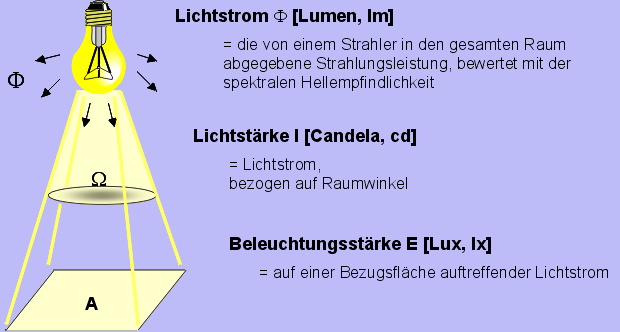 Lichtstrom Φ [Lumen, lm]
= die von einem Strahler in den gesamten Raum
abgegebene Strahlungsleistung, bewertet mit der
spektralen Hellempfindlichkeit
Φ
Lichtstärke I [Candela, cd]
= Lichtstrom,
bezogen auf Raumwinkel
Ω
Beleuchtungsstärke E [Lux, lx]
= auf einer Bezugsfläche auftreffender Lichtstrom
A